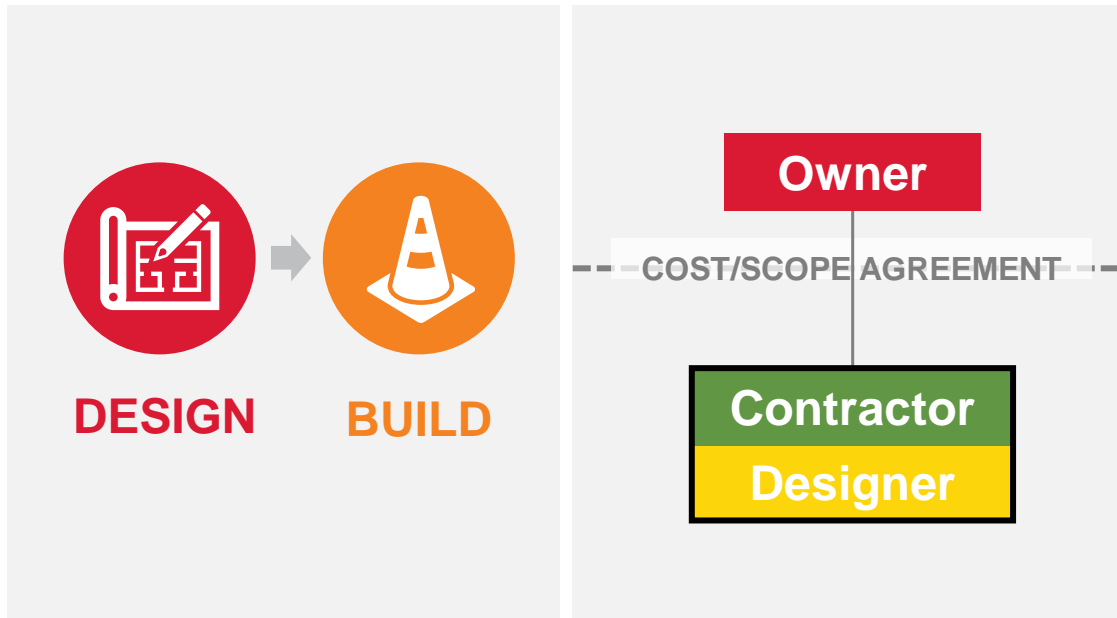 DESIGN
BUILD
Owner
COST/SCOPE AGREEMENT
Contractor
Designer